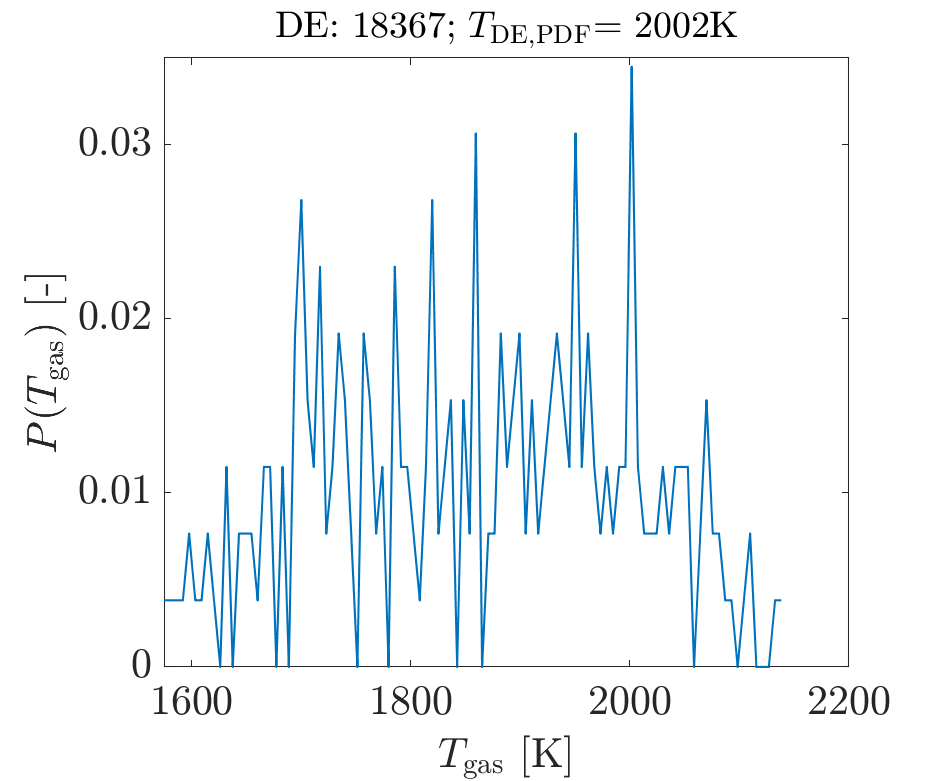 DE: 18367; T_DE,PDF= 2002K
0.03
0.02
0.01
0
P(T_gas) [-]
1600 1800 2000 2200
T_gas [K]